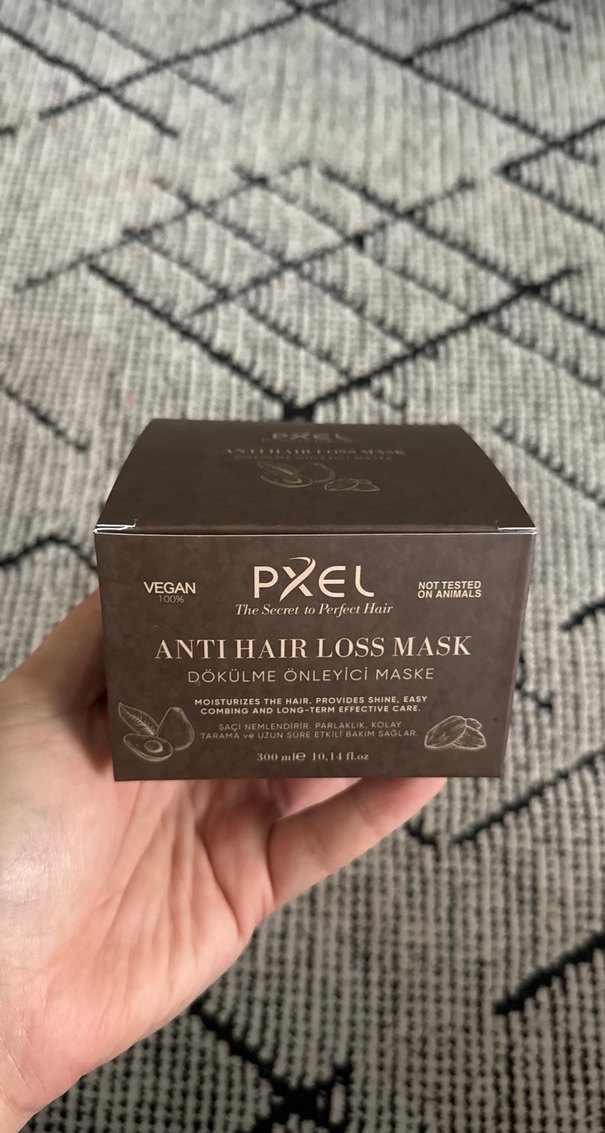 PXEL
ANTI HAIR LOSS MASK
VEGAN
100%
PXEL
The Secret to Perfect Hair
NOT TESTED
ON ANIMALS
ANTI HAIR LOSS MASK
DÖKÜLME ÖNLEYİCİ MASKE
MOISTURIZES THE HAIR. PROVIDES SHINE, EASY
COMBING AND LONG-TERM EFFECTIVE CARE.
SAÇI NEMLENDİRİR. PARLAKLIK, KOLAY
TARAMA ve UZUN SÜRE ETKİLİ BAKIM SAĞLAR.
300 ml℮ 10,14 fl.oz